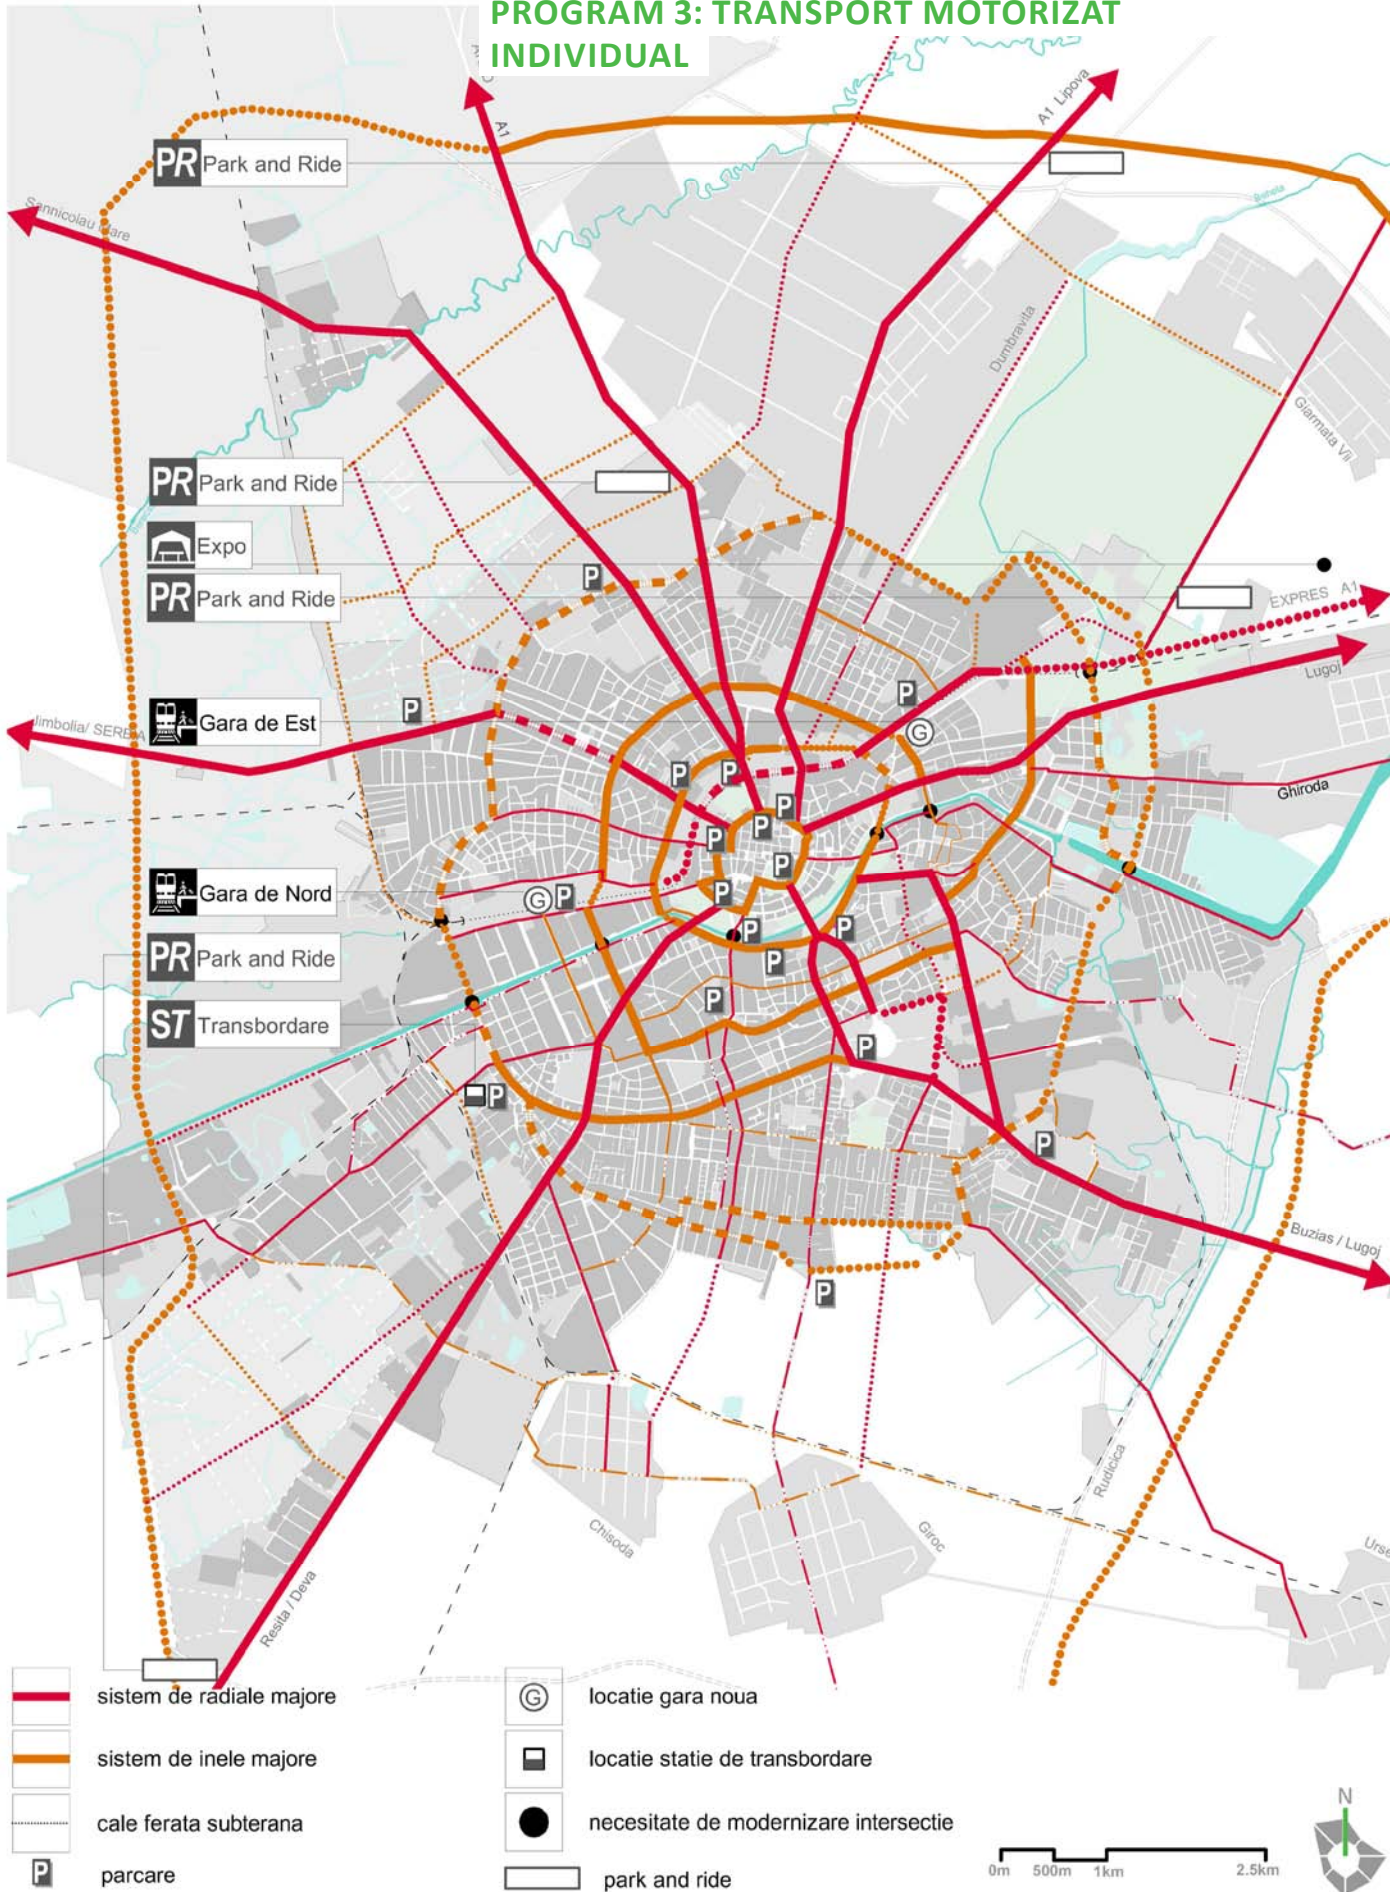 PROGRAM 3: TRANSPORT MOTORIZAT
INDIVIDUAL
A1
A1 Lipova
PR Park and Ride
Sannicolau Mare
Behela
Dumbravita
Giarmata Vii
PR Park and Ride
Expo
PR Park and Ride
EXPRES A1
Lugoj
P
P
P
Gara de Est
Jimbolia/ SERBIA
G
P
P
P
P
P
P
Ghiroda
Gara de Nord
G
P
P
P
P
P
PR Park and Ride
P
ST Transbordare
P
P
P
Buzias / Lugoj
P
Rudicica
Chisoda
Giroc
Urse
Resita / Deva
sistem de radiale majore
G
locatie gara noua
sistem de inele majore
locatie statie de transbordare
cale ferata subterana
necesitate de modernizare intersectie
P
parcare
park and ride
0m 500m 1km 2.5km
N